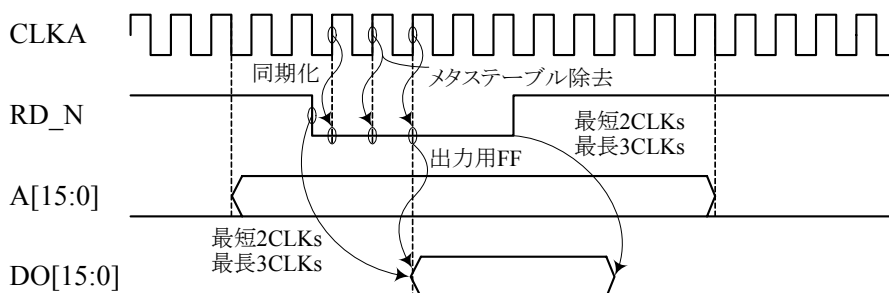 CLKA
同期化
メタステーブル除去
RD_N
最短2CLKs
最長3CLKs
出力用FF
A[15:0]
最短2CLKs
最長3CLKs
DO[15:0]